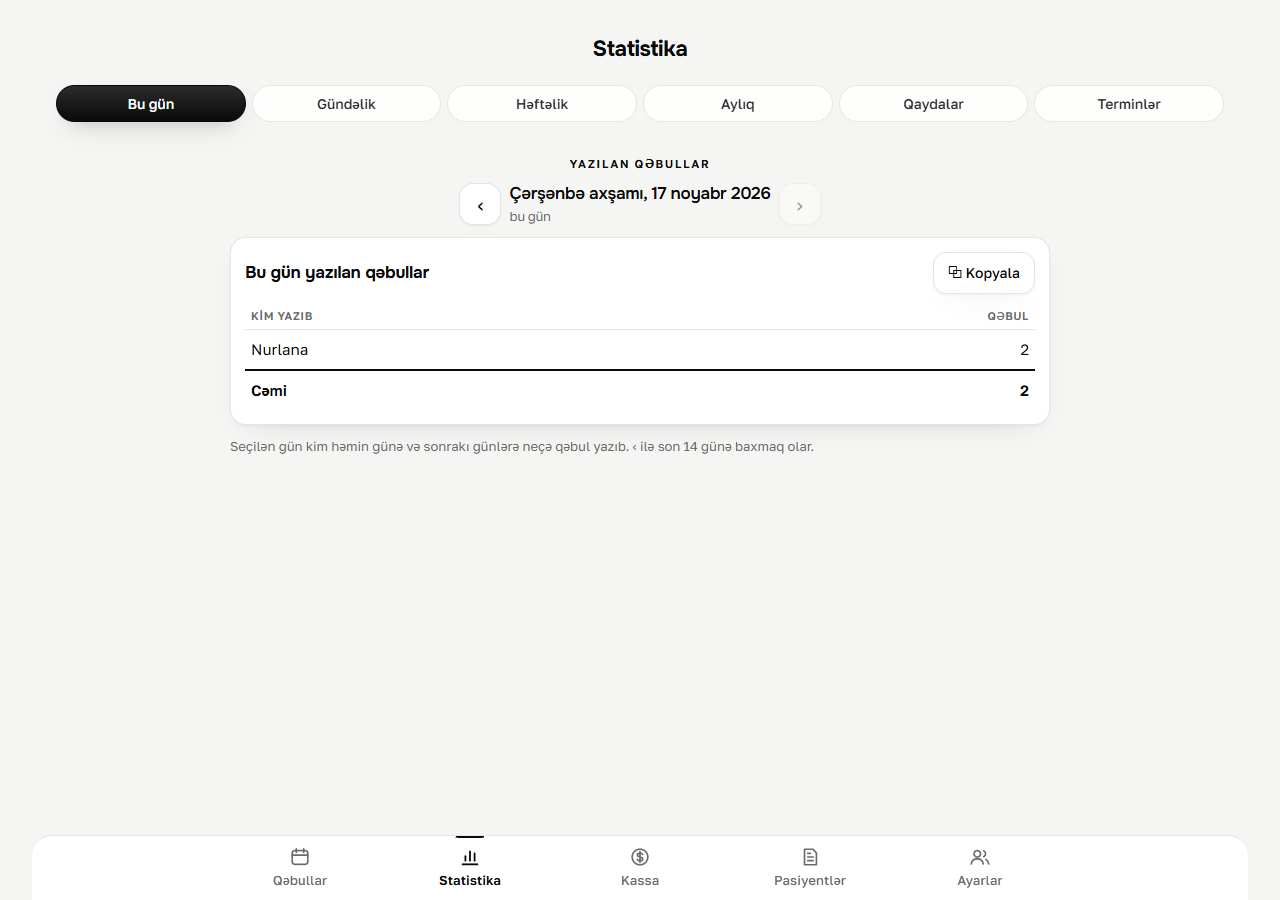 Statistika
Bu gün
Gündəlik
Həftəlik
Aylıq
Qaydalar
Terminlər
YAZILAN QƏBULLAR
‹
Çərşənbə axşamı, 17 noyabr 2026
bu gün
›
Bu gün yazılan qəbullar
Kopyala
KİM YAZIB
QƏBUL
Nurlana
2
Cəmi
2
Seçilən gün kim həmin günə və sonrakı günlərə neçə qəbul yazıb. ‹ ilə son 14 günə baxmaq olar.
Qəbullar
Statistika
Kassa
Pasiyentlər
Ayarlar